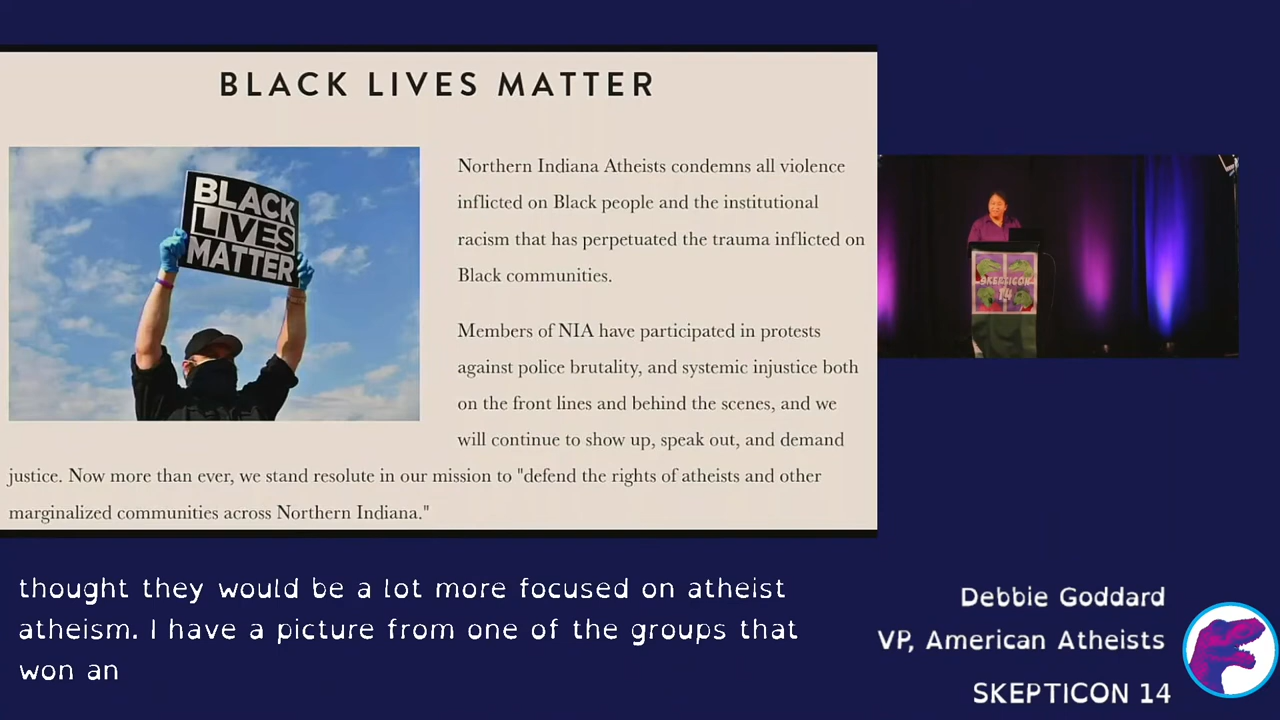 BLACK LIVES MATTER
BLACK
LIVES
MATTER
Northern Indiana Atheists condemns all violence
inflicted on Black people and the institutional
racism that has perpetuated the trauma inflicted on
Black communities.
Members of NIA have participated in protests
against police brutality, and systemic injustice both
on the front lines and behind the scenes, and we
will continue to show up, speak out, and demand
justice. Now more than ever, we stand resolute in our mission to "defend the rights of atheists and other
marginalized communities across Northern Indiana."
SKEPTICON
14
thought they would be a lot more focused on atheist
atheism. I have a picture from one of the groups that
won an
Debbie Goddard
VP, American Atheists
SKEPTICON 14